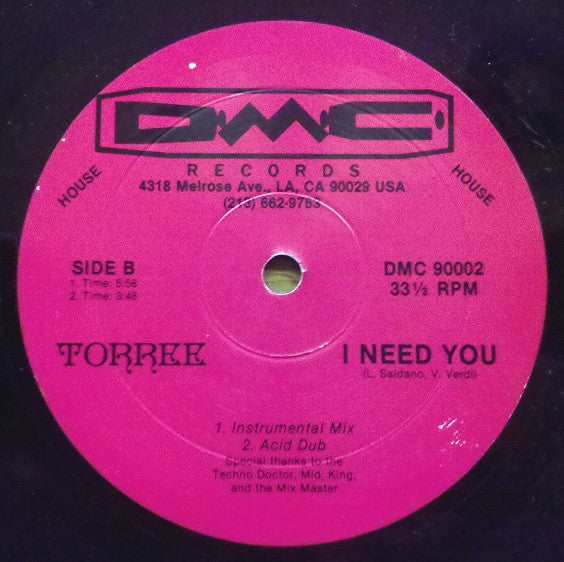 DMC
RECORDS
4318 Melrose Ave., LA, CA 90029 USA
(213) 662-9763
HOUSE
HOUSE
SIDE B
1. Time: 5:58
2. Time: 3:48
DMC 90002
33⅓ RPM
TORREE
I NEED YOU
(L. Saldano, V. Verdi)
1. Instrumental Mix
2. Acid Dub
Special thanks to the
Techno Doctor, Mid, King,
and the Mix Master